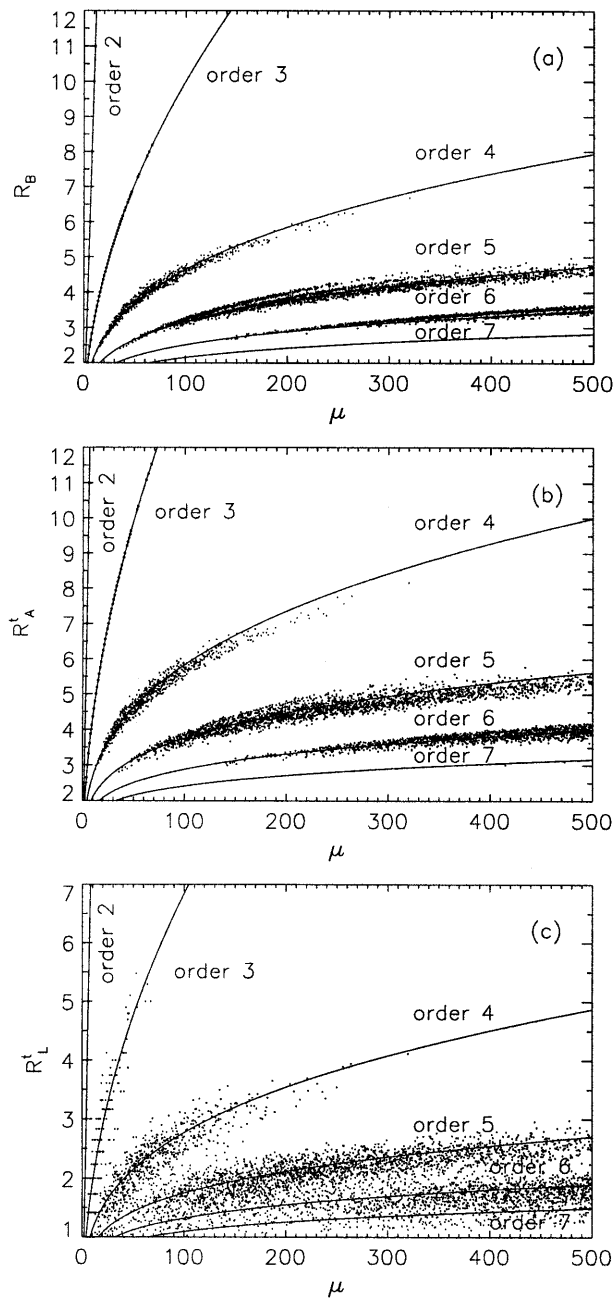 (a)
order 2
order 3
order 4
order 5
order 6
order 7
R_B
12
11
10
9
8
7
6
5
4
3
2
0 100 200 300 400 500
μ
(b)
order 2
order 3
order 4
order 5
order 6
order 7
R^t_A
12
11
10
9
8
7
6
5
4
3
2
0 100 200 300 400 500
μ
(c)
order 2
order 3
order 4
order 5
order 6
order 7
R^t_L
7
6
5
4
3
2
1
0 100 200 300 400 500
μ